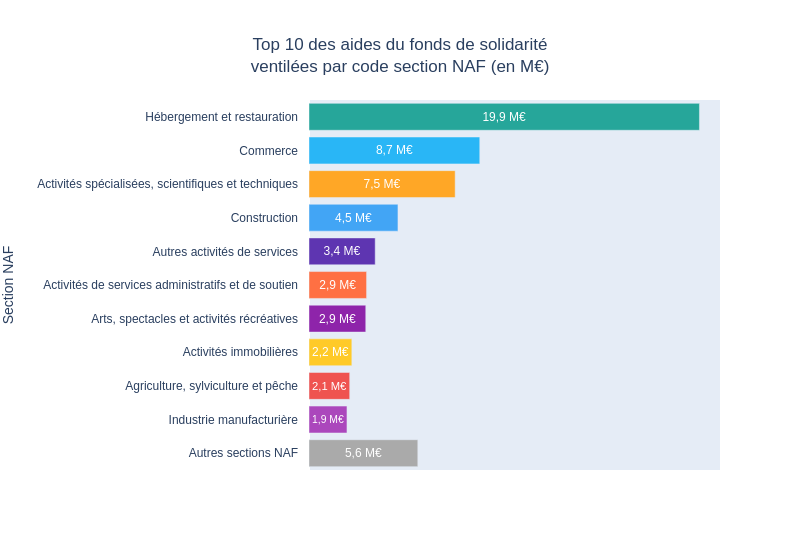 Top 10 des aides du fonds de solidarité
ventilées par code section NAF (en M€)
Section NAF
Hébergement et restauration 19,9 M€
Commerce 8,7 M€
Activités spécialisées, scientifiques et techniques 7,5 M€
Construction 4,5 M€
Autres activités de services 3,4 M€
Activités de services administratifs et de soutien 2,9 M€
Arts, spectacles et activités récréatives 2,9 M€
Activités immobilières 2,2 M€
Agriculture, sylviculture et pêche 2,1 M€
Industrie manufacturière 1,9 M€
Autres sections NAF 5,6 M€